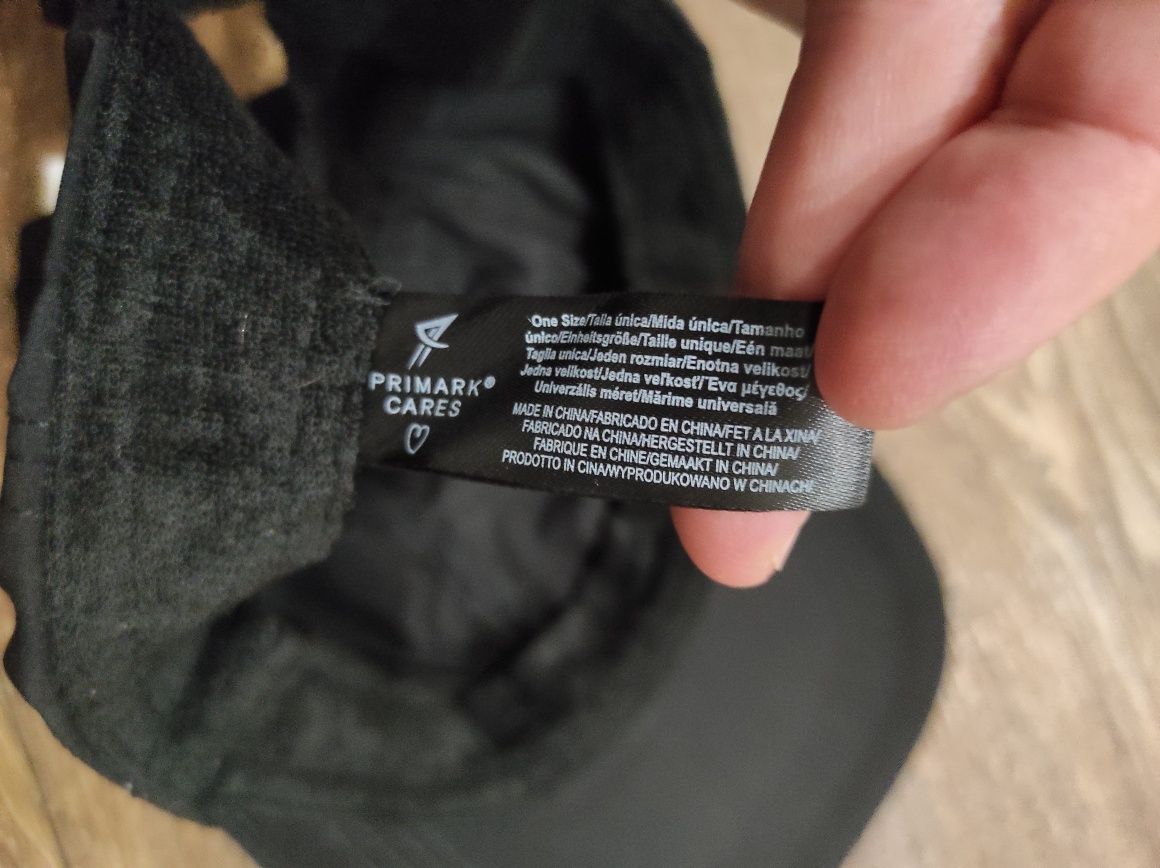 PRIMARK®
CARES
One Size/Talla única/Mida única/Tamanho
único/Einheitsgröße/Taille unique/Eén maat/
Taglia unica/Jeden rozmiar/Enotna velikost/
Jedna velikost/Jedna veľkosť/Ένα μέγεθος/
Univerzális méret/Mărime universală
MADE IN CHINA/FABRICADO EN CHINA/FET A LA XINA/
FABRICADO NA CHINA/HERGESTELLT IN CHINA/
FABRIQUE EN CHINE/GEMAAKT IN CHINA/
PRODOTTO IN CINA/WYPRODUKOWANO W CHINACH/